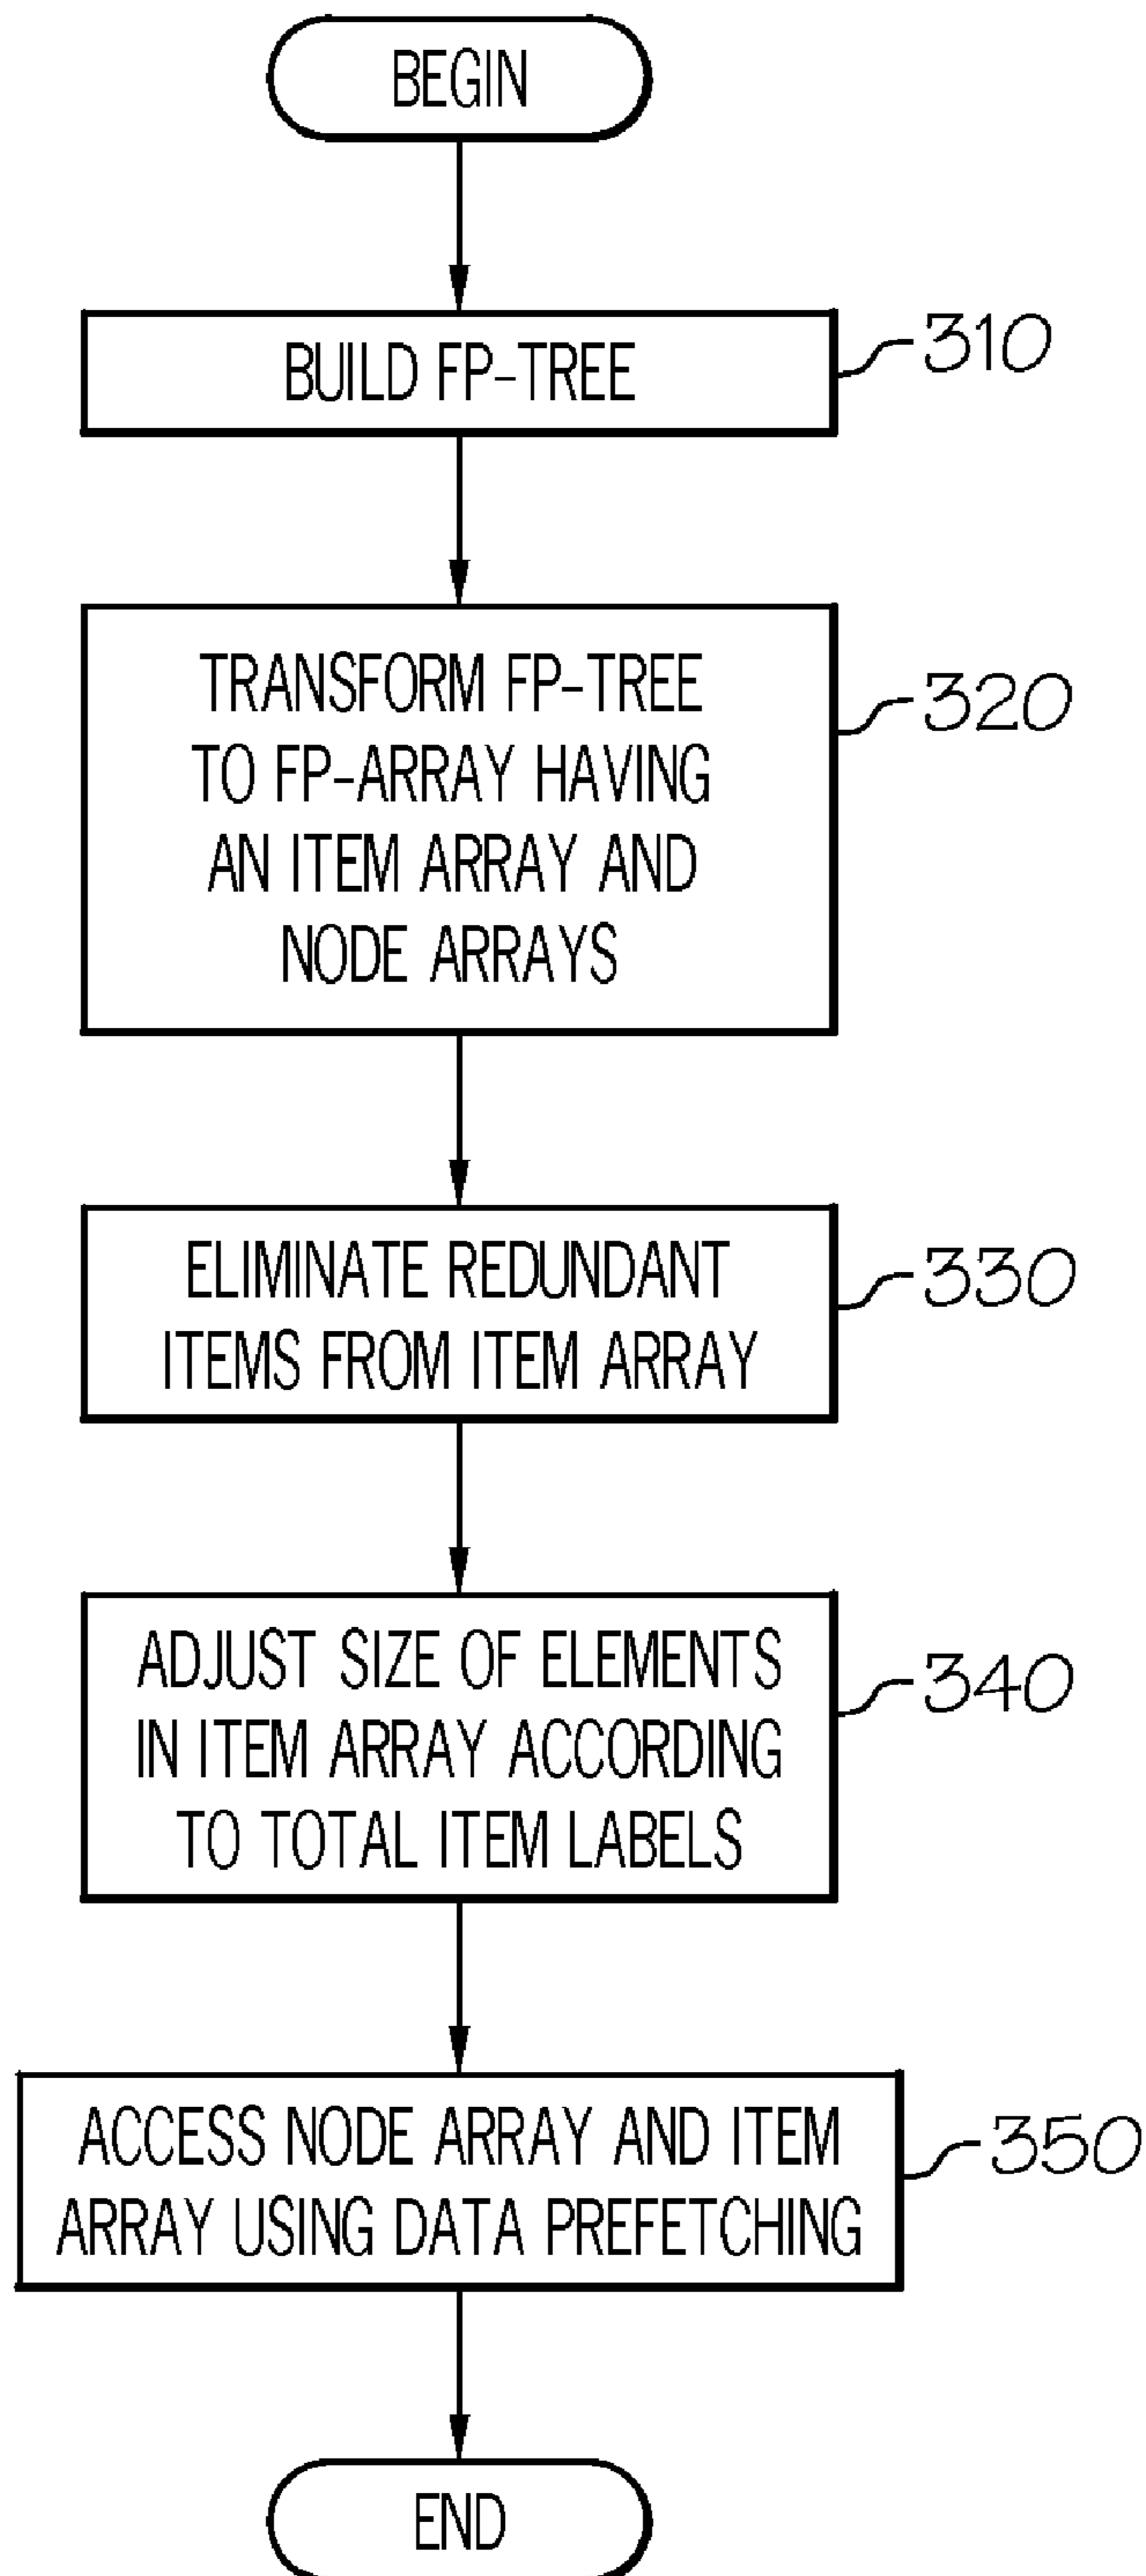 BEGIN
BUILD FP-TREE
310
TRANSFORM FP-TREE
TO FP-ARRAY HAVING
AN ITEM ARRAY AND
NODE ARRAYS
320
ELIMINATE REDUNDANT
ITEMS FROM ITEM ARRAY
330
ADJUST SIZE OF ELEMENTS
IN ITEM ARRAY ACCORDING
TO TOTAL ITEM LABELS
340
ACCESS NODE ARRAY AND ITEM
ARRAY USING DATA PREFETCHING
350
END